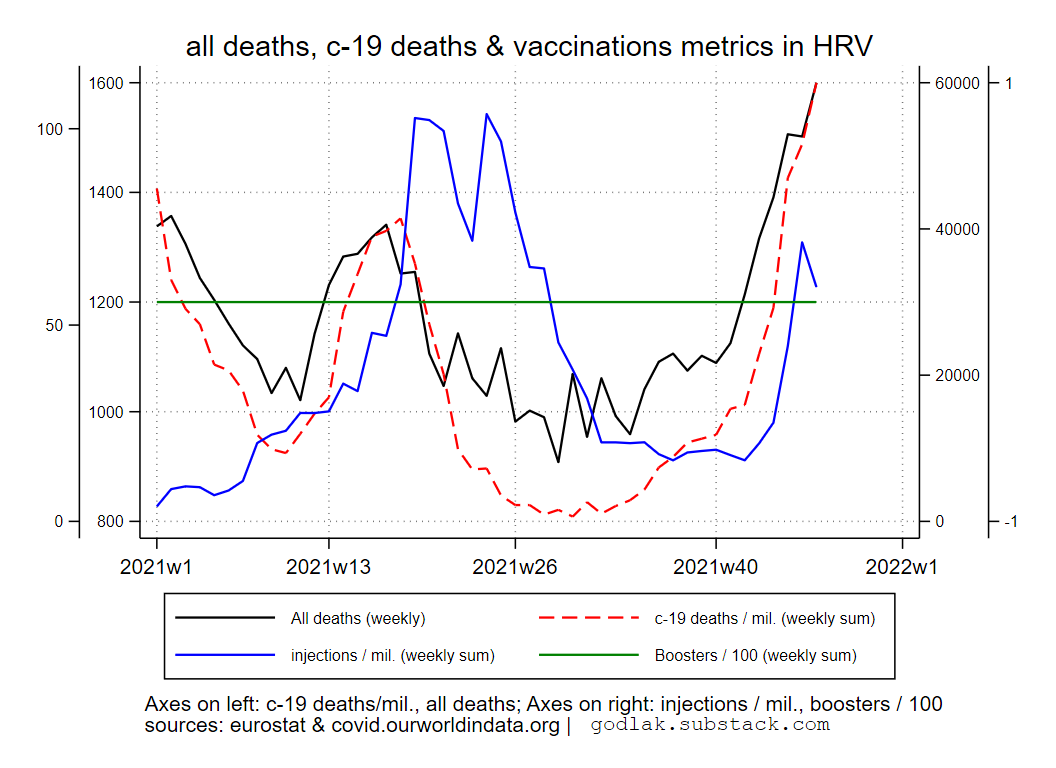 all deaths, c-19 deaths & vaccinations metrics in HRV
100
50
0
1600
1400
1200
1000
800
60000
40000
20000
0
1
-1
2021w1 2021w13 2021w26 2021w40 2022w1
All deaths (weekly) c-19 deaths / mil. (weekly sum)
injections / mil. (weekly sum) Boosters / 100 (weekly sum)
Axes on left: c-19 deaths/mil., all deaths; Axes on right: injections / mil., boosters / 100
sources: eurostat & covid.ourworldindata.org | godlak.substack.com